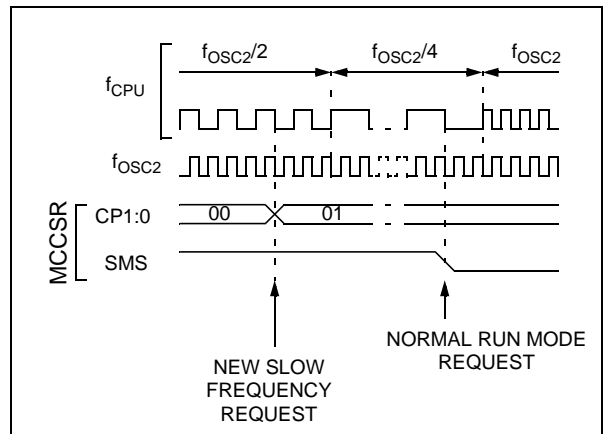 fOSC2/2 fOSC2/4 fOSC2
fCPU
fOSC2
MCCSR
CP1:0 00 01
SMS
NEW SLOW
FREQUENCY
REQUEST
NORMAL RUN MODE
REQUEST